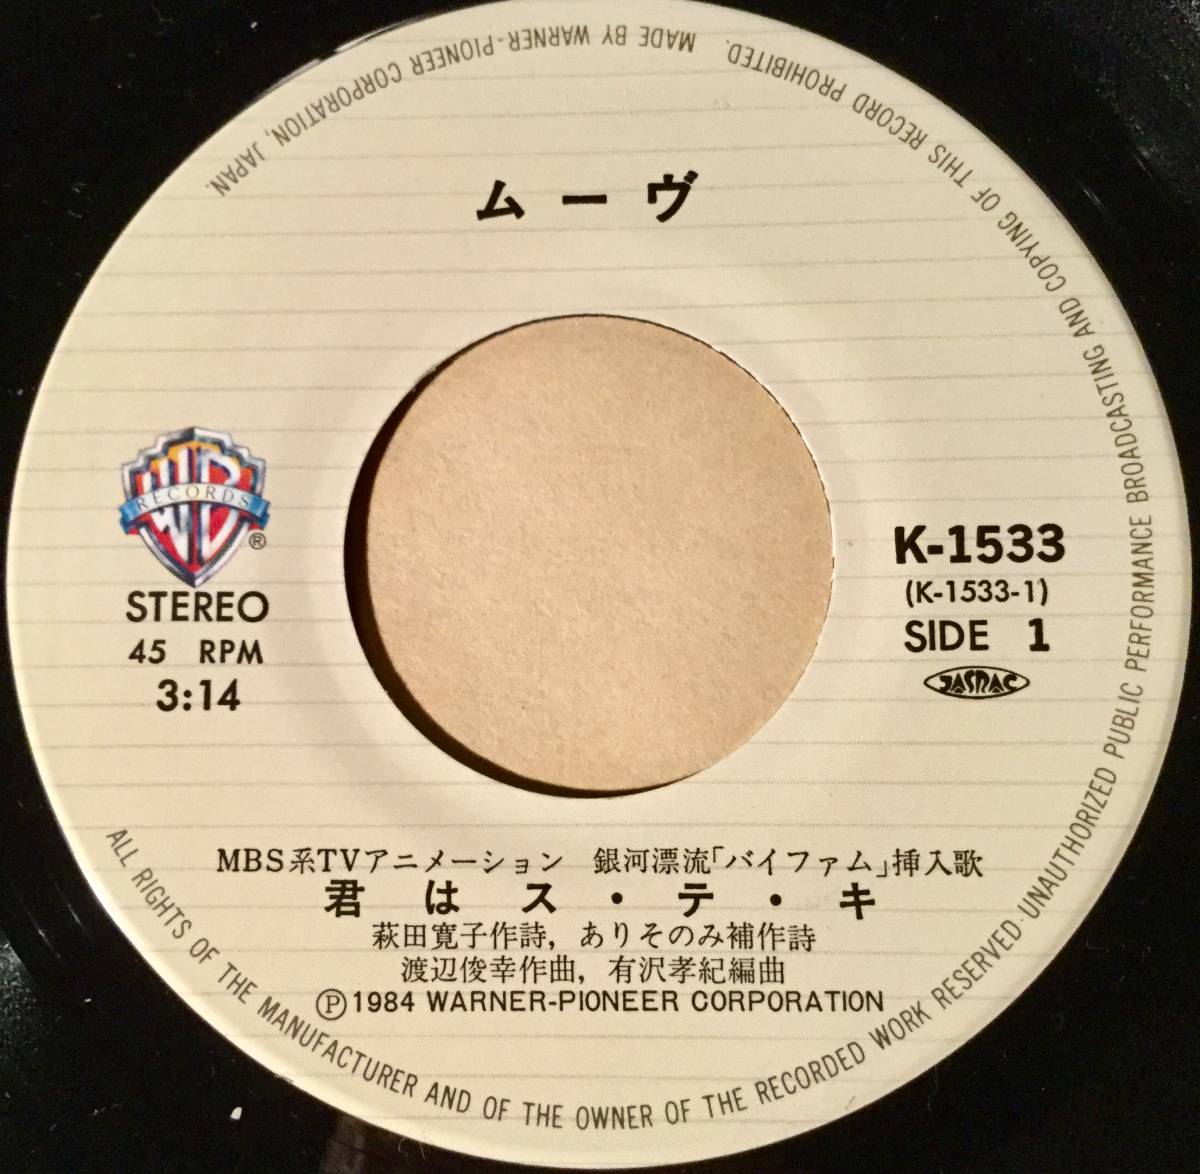 ムーヴ
WB
RECORDS
®
STEREO
45 RPM
3:14
K-1533
(K-1533-1)
SIDE 1
JASRAC
MBS系TVアニメーション 銀河漂流「バイファム」挿入歌
君はス・テ・キ
萩田寛子作詩, ありそのみ補作詩
渡辺俊幸作曲, 有沢孝紀編曲
Ⓟ1984 WARNER-PIONEER CORPORATION
ALL RIGHTS OF THE MANUFACTURER AND OF THE OWNER OF THE RECORDED WORK RESERVED·UNAUTHORIZED PUBLIC PERFORMANCE BROADCASTING AND COPYING OF THIS RECORD PROHIBITED. MADE BY WARNER-PIONEER CORPORATION, JAPAN.